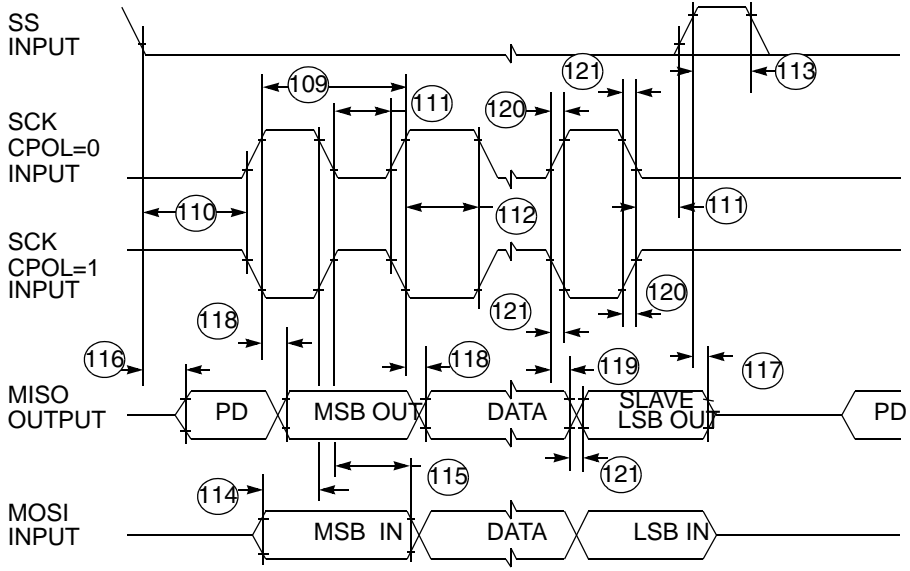 SS
INPUT
121
113
109
111
120
SCK
CPOL=0
INPUT
110
112
111
SCK
CPOL=1
INPUT
118
121
120
116
118
119
117
MISO
OUTPUT
PD
MSB OUT
DATA
SLAVE
LSB OUT
PD
114
115
121
MOSI
INPUT
MSB IN
DATA
LSB IN